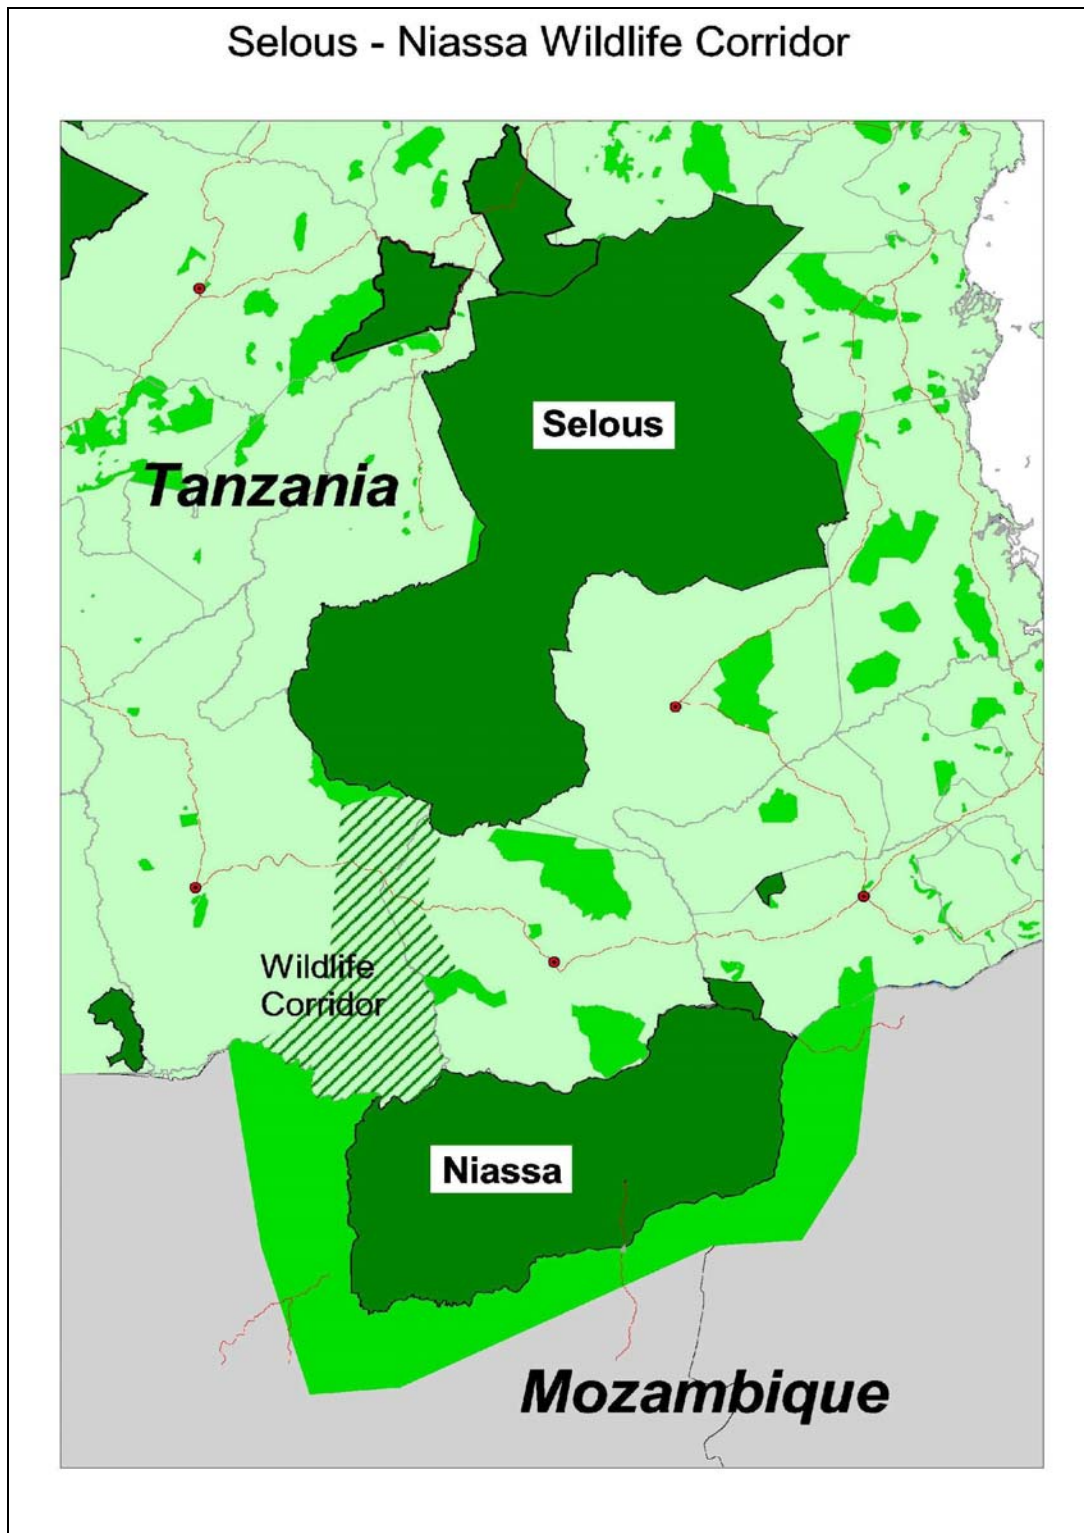 Selous - Niassa Wildlife Corridor
Selous
Tanzania
Wildlife
Corridor
Niassa
Mozambique